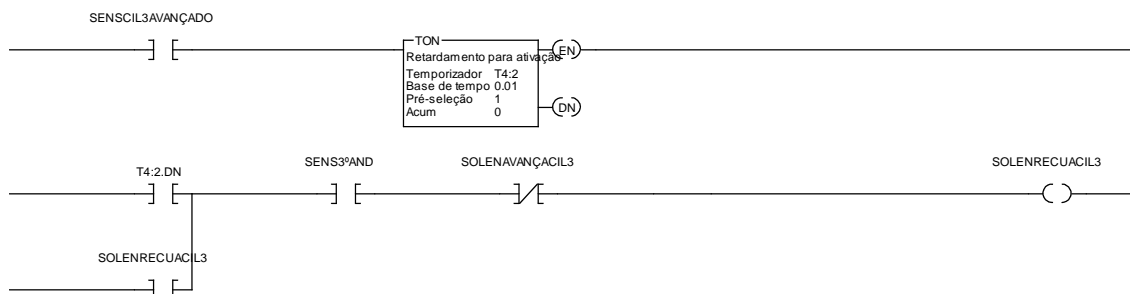 SENSCIL3AVANÇADO
TON
Retardamento para ativação
EN
Temporizador T4:2
Base de tempo 0.01
Pré-seleção 1
Acum 0
DN
T4:2.DN
SENS3ºAND
SOLENAVANÇACIL3
SOLENRECUACIL3
SOLENRECUACIL3